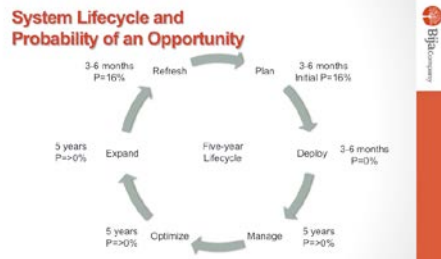 System Lifecycle and
Probability of an Opportunity
Bija Company
3-6 months
P=16%
Refresh
Plan
3-6 months
Initial P=16%
5 years
P=>0%
Expand
Five-year
Lifecycle
Deploy
3-6 months
P=0%
5 years
P=>0%
Optimize
Manage
5 years
P=>0%